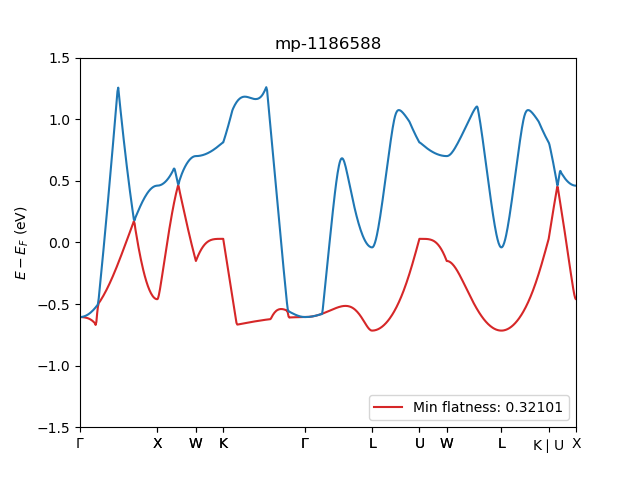 mp-1186588
E − E_F (eV)
1.5
1.0
0.5
0.0
−0.5
−1.0
−1.5
Min flatness: 0.32101
Γ X W K Γ L U W L K | U X